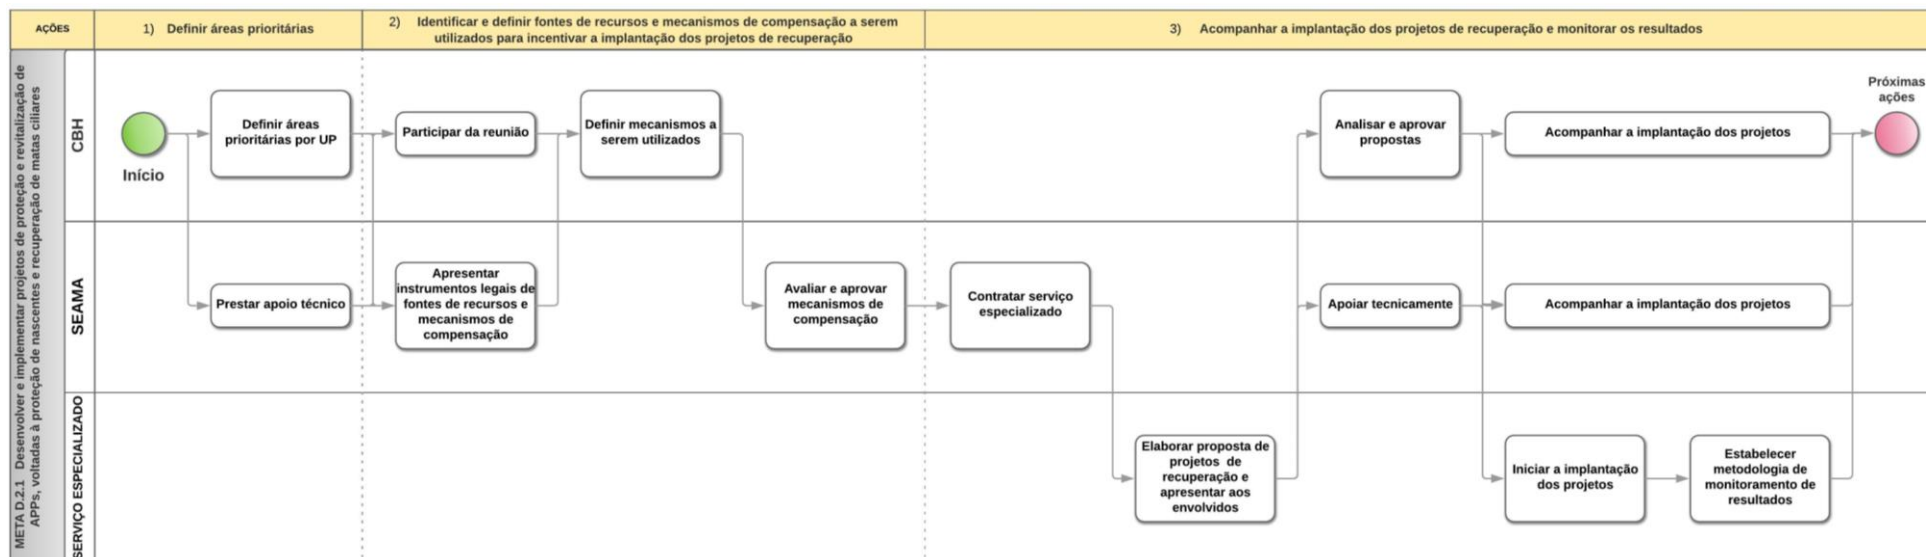 AÇÕES
1) Definir áreas prioritárias
2) Identificar e definir fontes de recursos e mecanismos de compensação a serem
utilizados para incentivar a implantação dos projetos de recuperação
3) Acompanhar a implantação dos projetos de recuperação e monitorar os resultados
META D.2.1 Desenvolver e implementar projetos de proteção e revitalização de
APPs, voltadas à proteção de nascentes e recuperação de matas ciliares
CBH
Início
Definir áreas
prioritárias por UP
Participar da reunião
Definir mecanismos a
serem utilizados
Analisar e aprovar
propostas
Acompanhar a implantação dos projetos
Próximas
ações
SEAMA
Prestar apoio técnico
Apresentar
instrumentos legais de
fontes de recursos e
mecanismos de
compensação
Avaliar e aprovar
mecanismos de
compensação
Contratar serviço
especializado
Apoiar tecnicamente
Acompanhar a implantação dos projetos
SERVIÇO ESPECIALIZADO
Elaborar proposta de
projetos de
recuperação e
apresentar aos
envolvidos
Iniciar a implantação
dos projetos
Estabelecer
metodologia de
monitoramento de
resultados